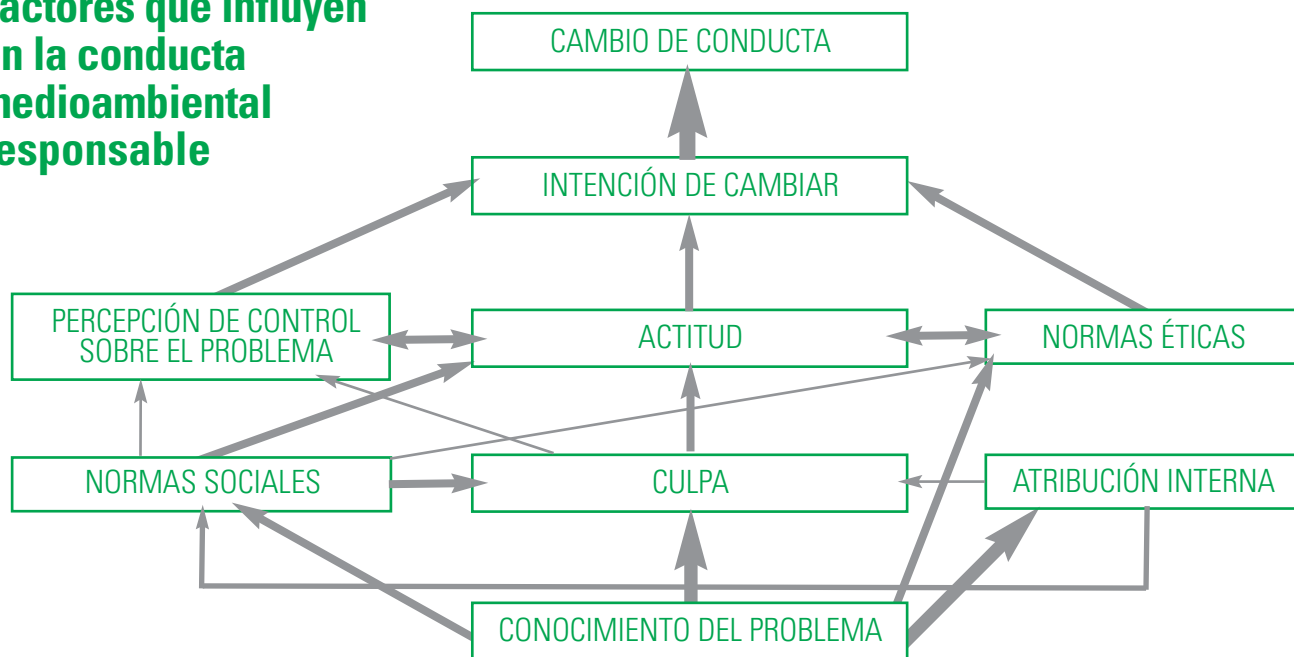 actores que influyen
n la conducta
medioambiental
esponsable
CAMBIO DE CONDUCTA
INTENCIÓN DE CAMBIAR
PERCEPCIÓN DE CONTROL
SOBRE EL PROBLEMA
ACTITUD
NORMAS ÉTICAS
NORMAS SOCIALES
CULPA
ATRIBUCIÓN INTERNA
CONOCIMIENTO DEL PROBLEMA